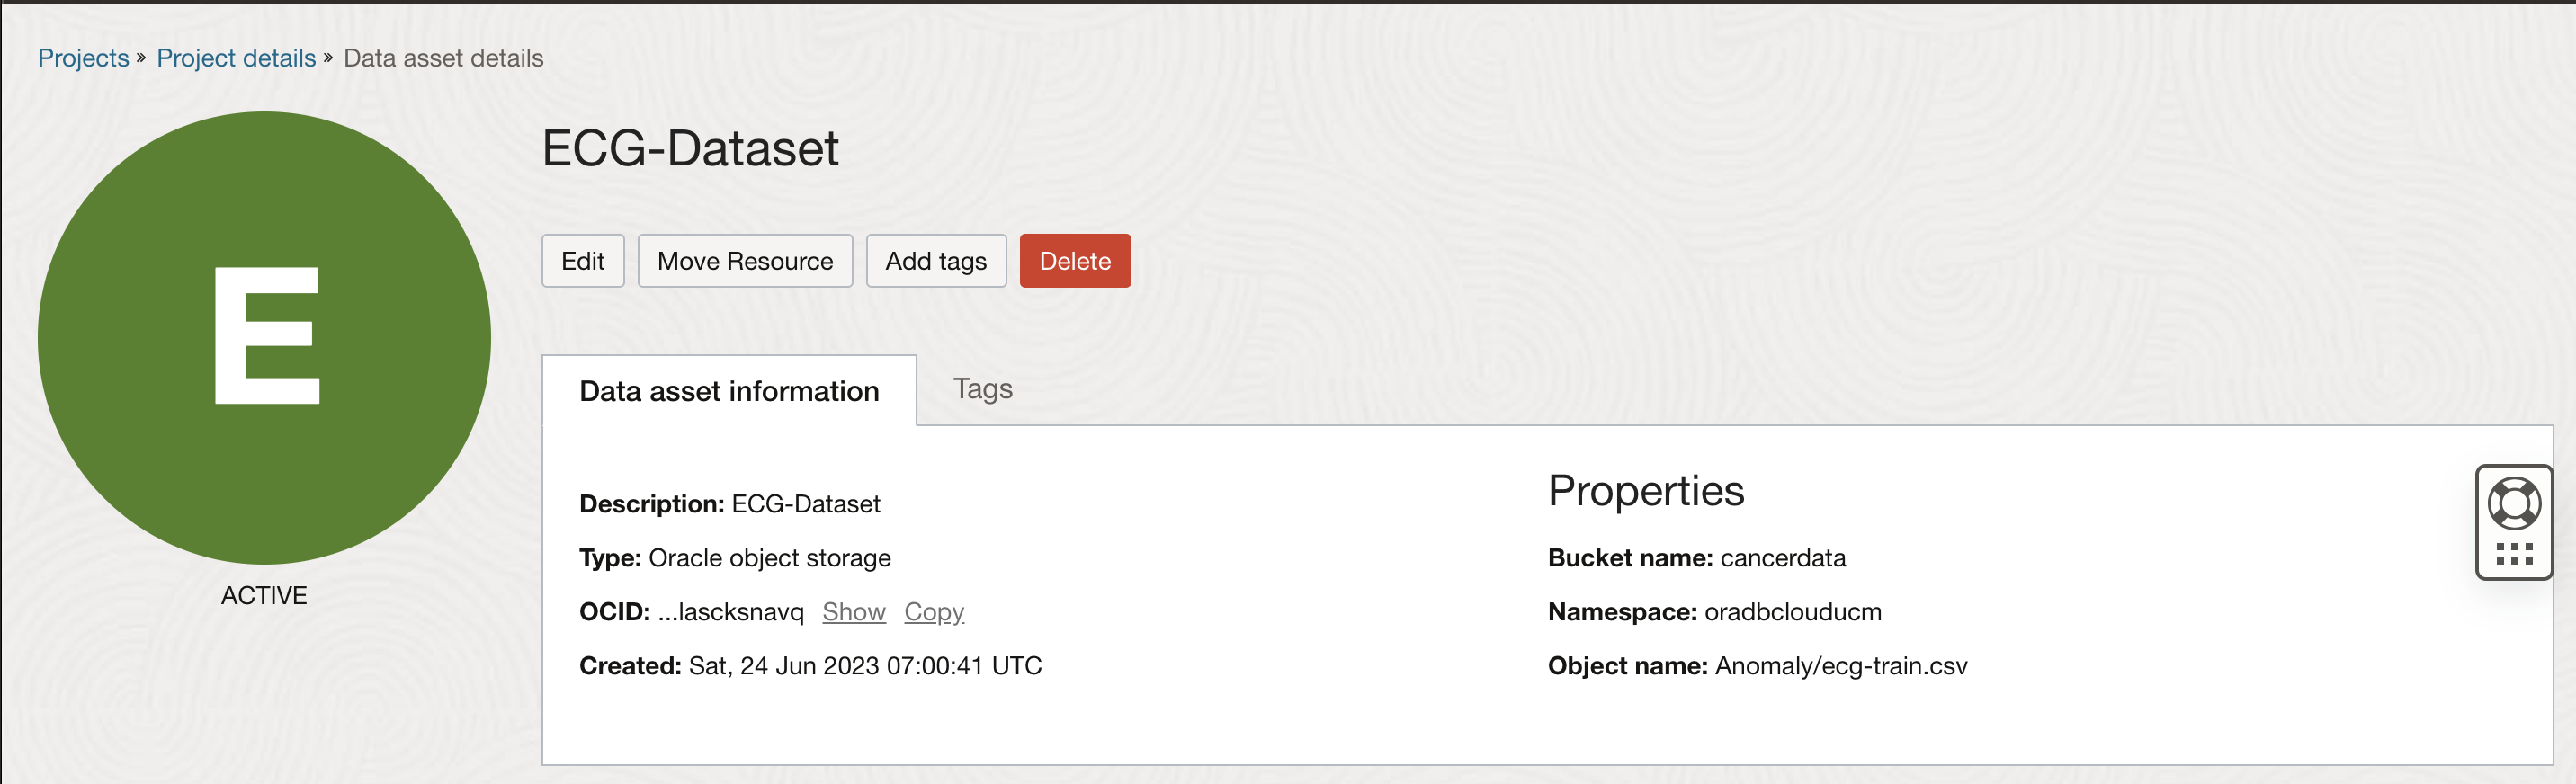 Projects » Project details » Data asset details
E
ACTIVE
ECG-Dataset
Edit Move Resource Add tags Delete
Data asset information Tags
Description: ECG-Dataset
Type: Oracle object storage
OCID: ...lascksnavq Show Copy
Created: Sat, 24 Jun 2023 07:00:41 UTC
Properties
Bucket name: cancerdata
Namespace: oradbclouducm
Object name: Anomaly/ecg-train.csv